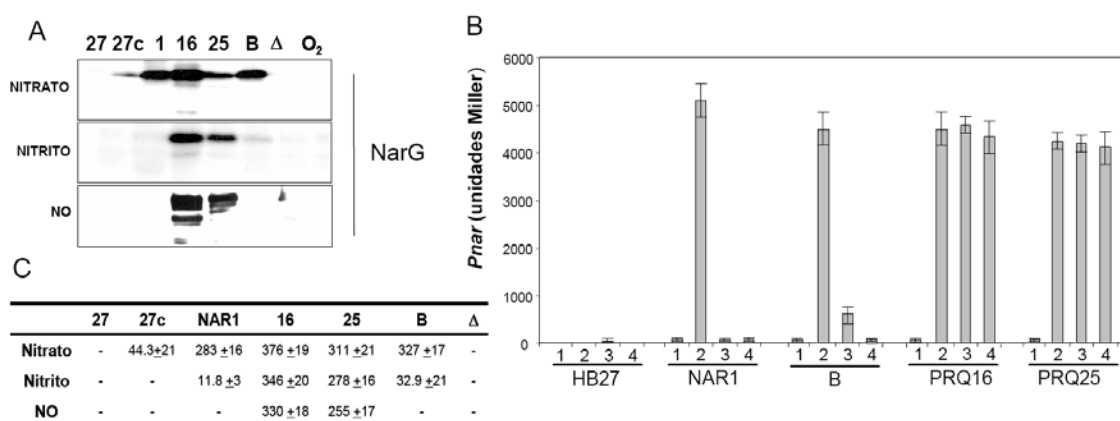 A
27 27c 1 16 25 B Δ O2
NITRATO
NITRITO
NO
NarG
B
Pnar (unidades Miller)
6000
5000
4000
3000
2000
1000
0
1 2 3 4 1 2 3 4 1 2 3 4 1 2 3 4 1 2 3 4
HB27 NAR1 B PRQ16 PRQ25
C
27 27c NAR1 16 25 B Δ
Nitrato - 44.3±21 283 ±16 376 ±19 311 ±21 327 ±17 -
Nitrito - - 11.8 ±3 346 ±20 278 ±16 32.9 ±21 -
NO - - - 330 ±18 255 ±17 - -